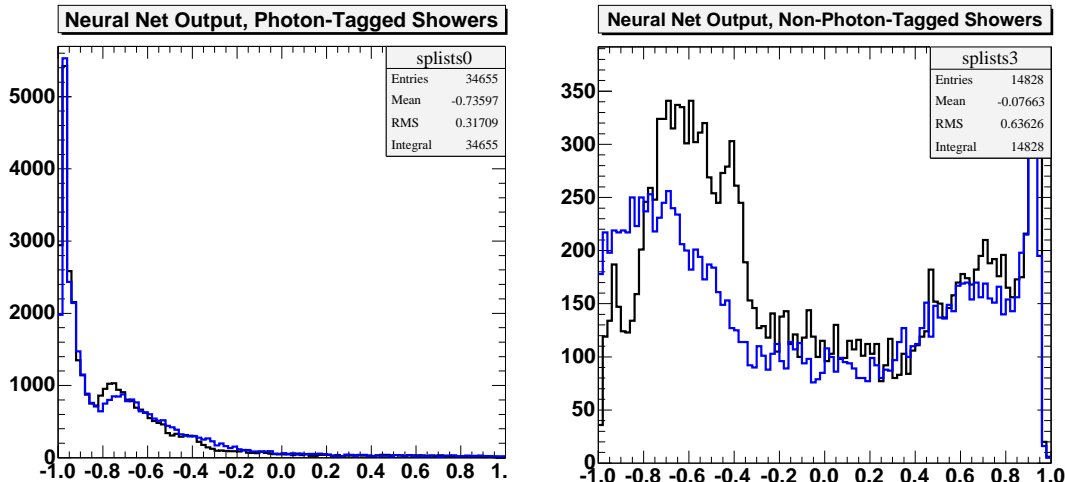 Neural Net Output, Photon-Tagged Showers
splists0
Entries 34655
Mean -0.73597
RMS 0.31709
Integral 34655
5000
4000
3000
2000
1000
0
-1.0 -0.8 -0.6 -0.4 -0.2 0.0 0.2 0.4 0.6 0.8 1.
Neural Net Output, Non-Photon-Tagged Showers
splists3
Entries 14828
Mean -0.07663
RMS 0.63626
Integral 14828
350
300
250
200
150
100
50
0
-1.0 -0.8 -0.6 -0.4 -0.2 0.0 0.2 0.4 0.6 0.8 1.0